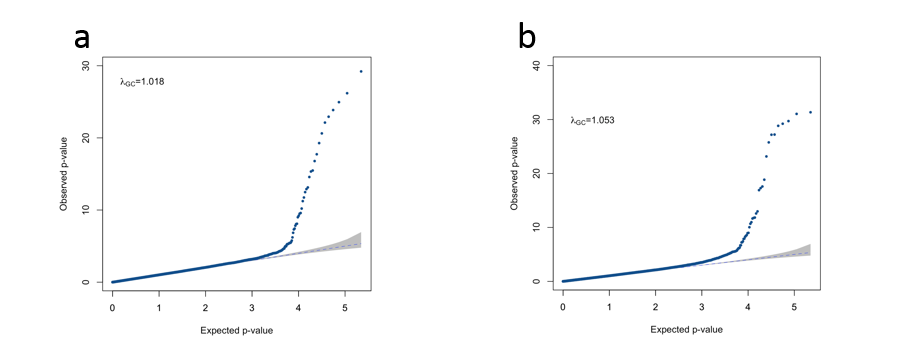 a
30
20
10
0
λGC=1.018
Observed p-value
0 1 2 3 4 5
Expected p-value
b
40
30
20
10
0
λGC=1.053
Observed p-value
0 1 2 3 4 5
Expected p-value